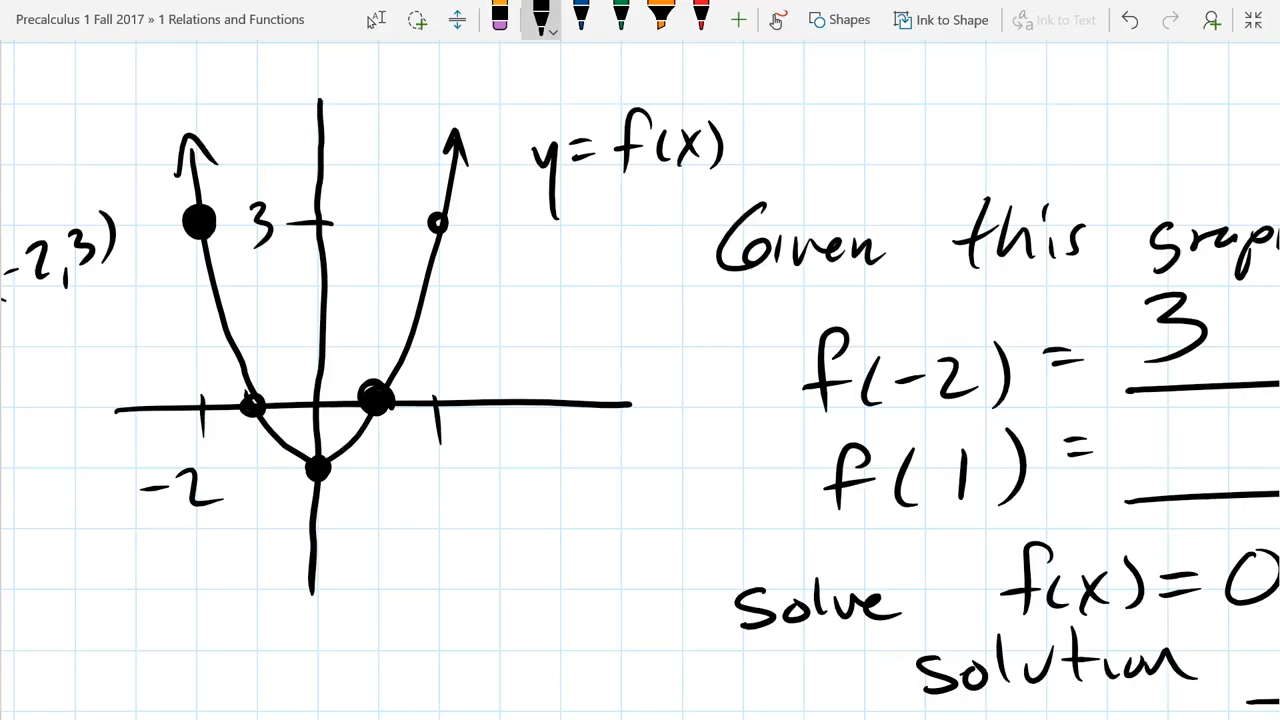 Precalculus 1 Fall 2017 » 1 Relations and Functions
Shapes
Ink to Shape
Ink to Text
y = f(x)
3
-2,3)
-2
Given this grap
f(-2) = 3
f(1) =
solve f(x) = 0
solution